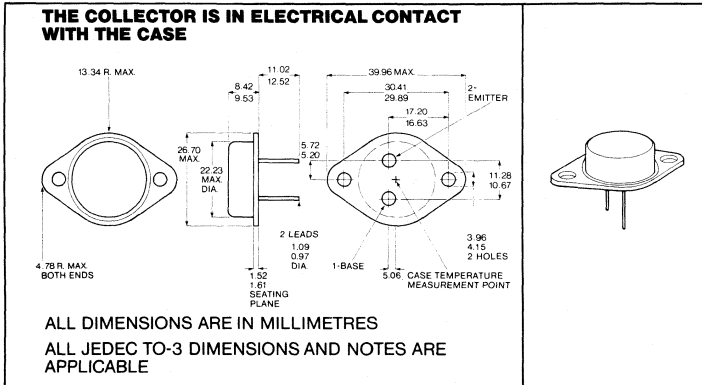 THE COLLECTOR IS IN ELECTRICAL CONTACT
WITH THE CASE
13.34 R. MAX.
8.42
9.53
11.02
12.52
39.96 MAX.
30.41
29.89
2-
EMITTER
17.20
16.63
26.70
MAX.
22.23
MAX.
DIA.
5.72
5.20
11.28
10.67
2 LEADS
1.09
0.97
DIA.
3.96
4.15
2 HOLES
4.78 R. MAX.
BOTH ENDS
1.52
1.61
SEATING
PLANE
1-BASE
5.06
CASE TEMPERATURE
MEASUREMENT POINT
ALL DIMENSIONS ARE IN MILLIMETRES
ALL JEDEC TO-3 DIMENSIONS AND NOTES ARE
APPLICABLE